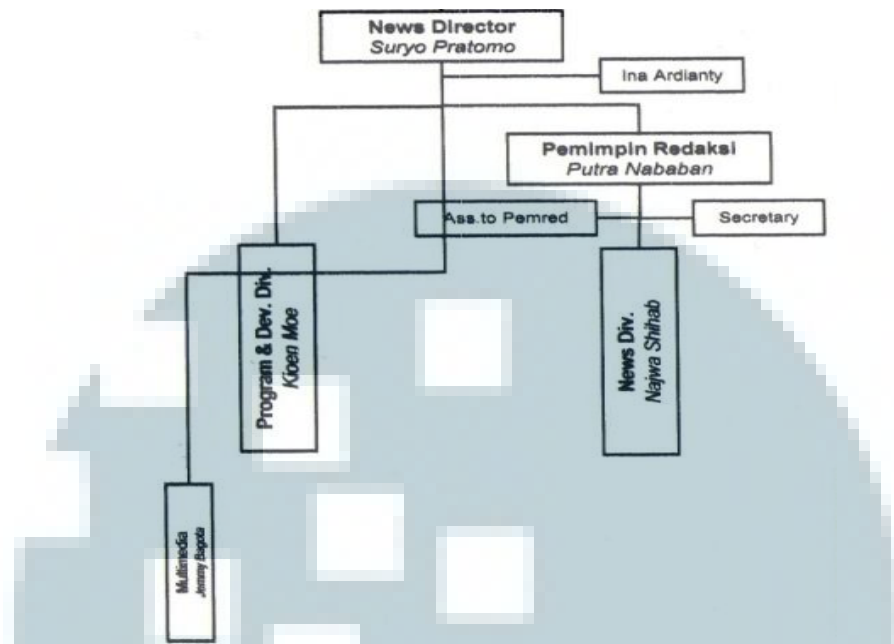 News Director
Suryo Pratomo
Ina Ardianty
Pemimpin Redaksi
Putra Nababan
Ass.to Pemred
Secretary
Program & Dev. Div.
Kioen Moe
News Div.
Najwa Shihab
Multimedia
Jemmy Bagota